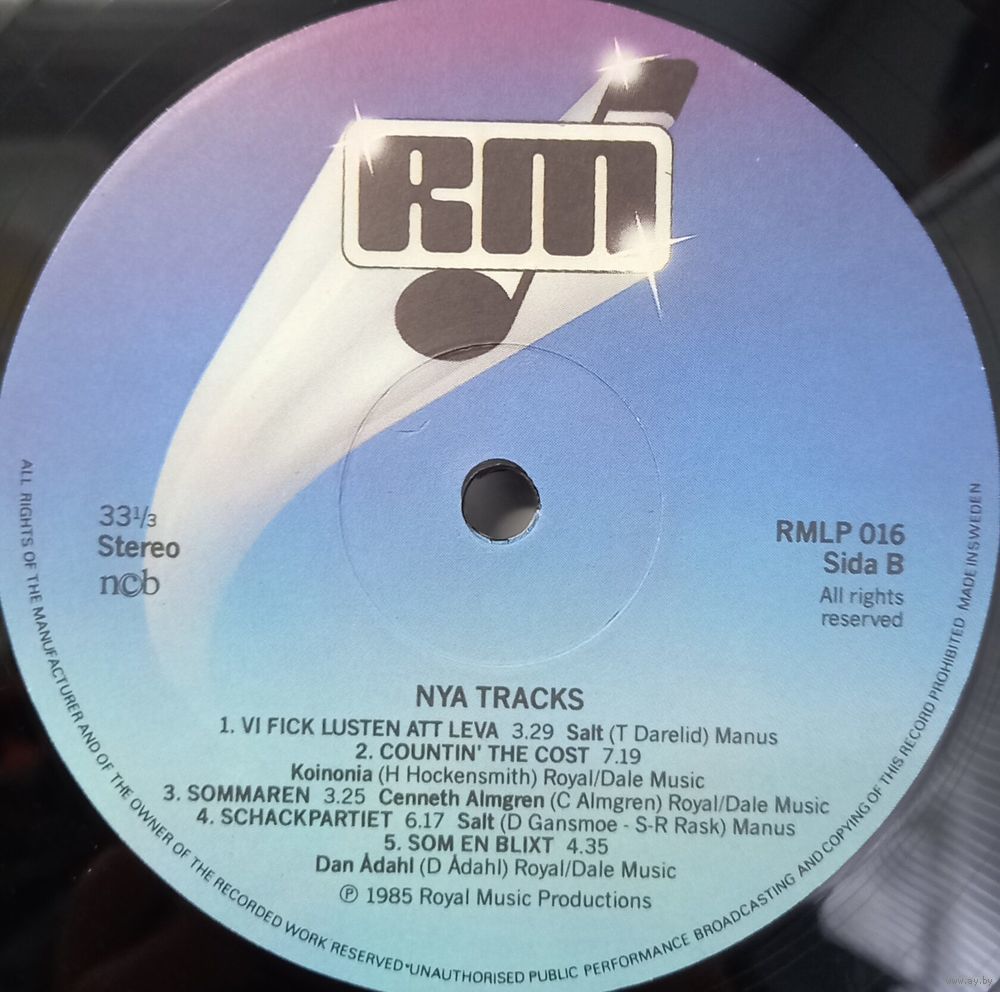 RM
33⅓
Stereo
ncb
RMLP 016
Sida B
All rights
reserved
NYA TRACKS
1. VI FICK LUSTEN ATT LEVA 3.29 Salt (T Darelid) Manus
2. COUNTIN' THE COST 7.19
Koinonia (H Hockensmith) Royal/Dale Music
3. SOMMAREN 3.25 Cenneth Almgren (C Almgren) Royal/Dale Music
4. SCHACKPARTIET 6.17 Salt (D Gansmoe - S-R Rask) Manus
5. SOM EN BLIXT 4.35
Dan Ådahl (D Ådahl) Royal/Dale Music
℗ 1985 Royal Music Productions
ALL RIGHTS OF THE MANUFACTURER AND OF THE OWNER OF THE RECORDED WORK RESERVED•UNAUTHORISED PUBLIC PERFORMANCE BROADCASTING AND COPYING OF THIS RECORD PROHIBITED MADE IN SWEDEN
www.ay.by